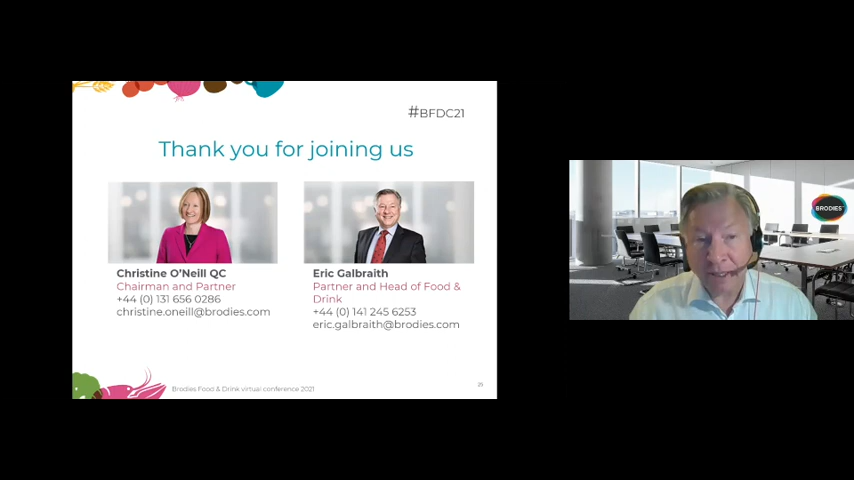 #BFDC21
Thank you for joining us
Christine O'Neill QC
Chairman and Partner
+44 (0) 131 656 0286
christine.oneill@brodies.com
Eric Galbraith
Partner and Head of Food &
Drink
+44 (0) 141 245 6253
eric.galbraith@brodies.com
Brodies Food & Drink virtual conference 2021
21
BRODIES